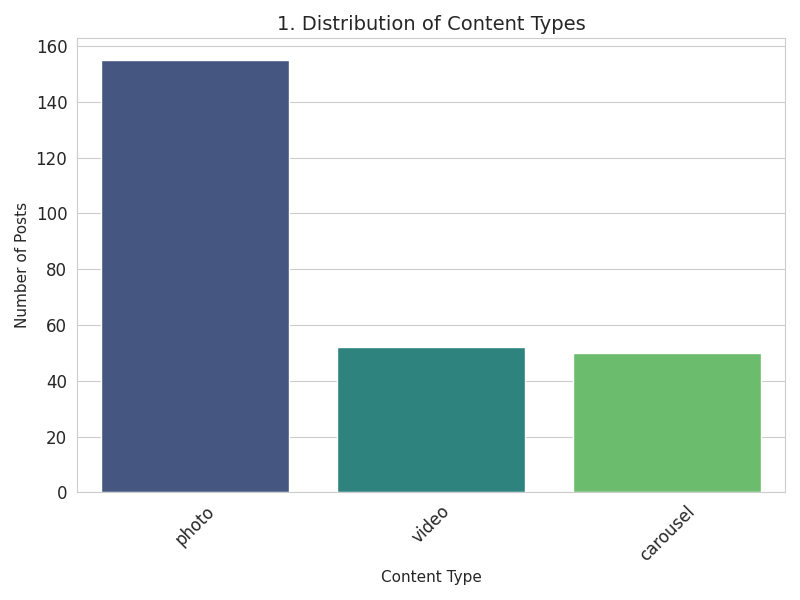 1. Distribution of Content Types
160
140
120
100
80
60
40
20
0
Number of Posts
photo
video
carousel
Content Type